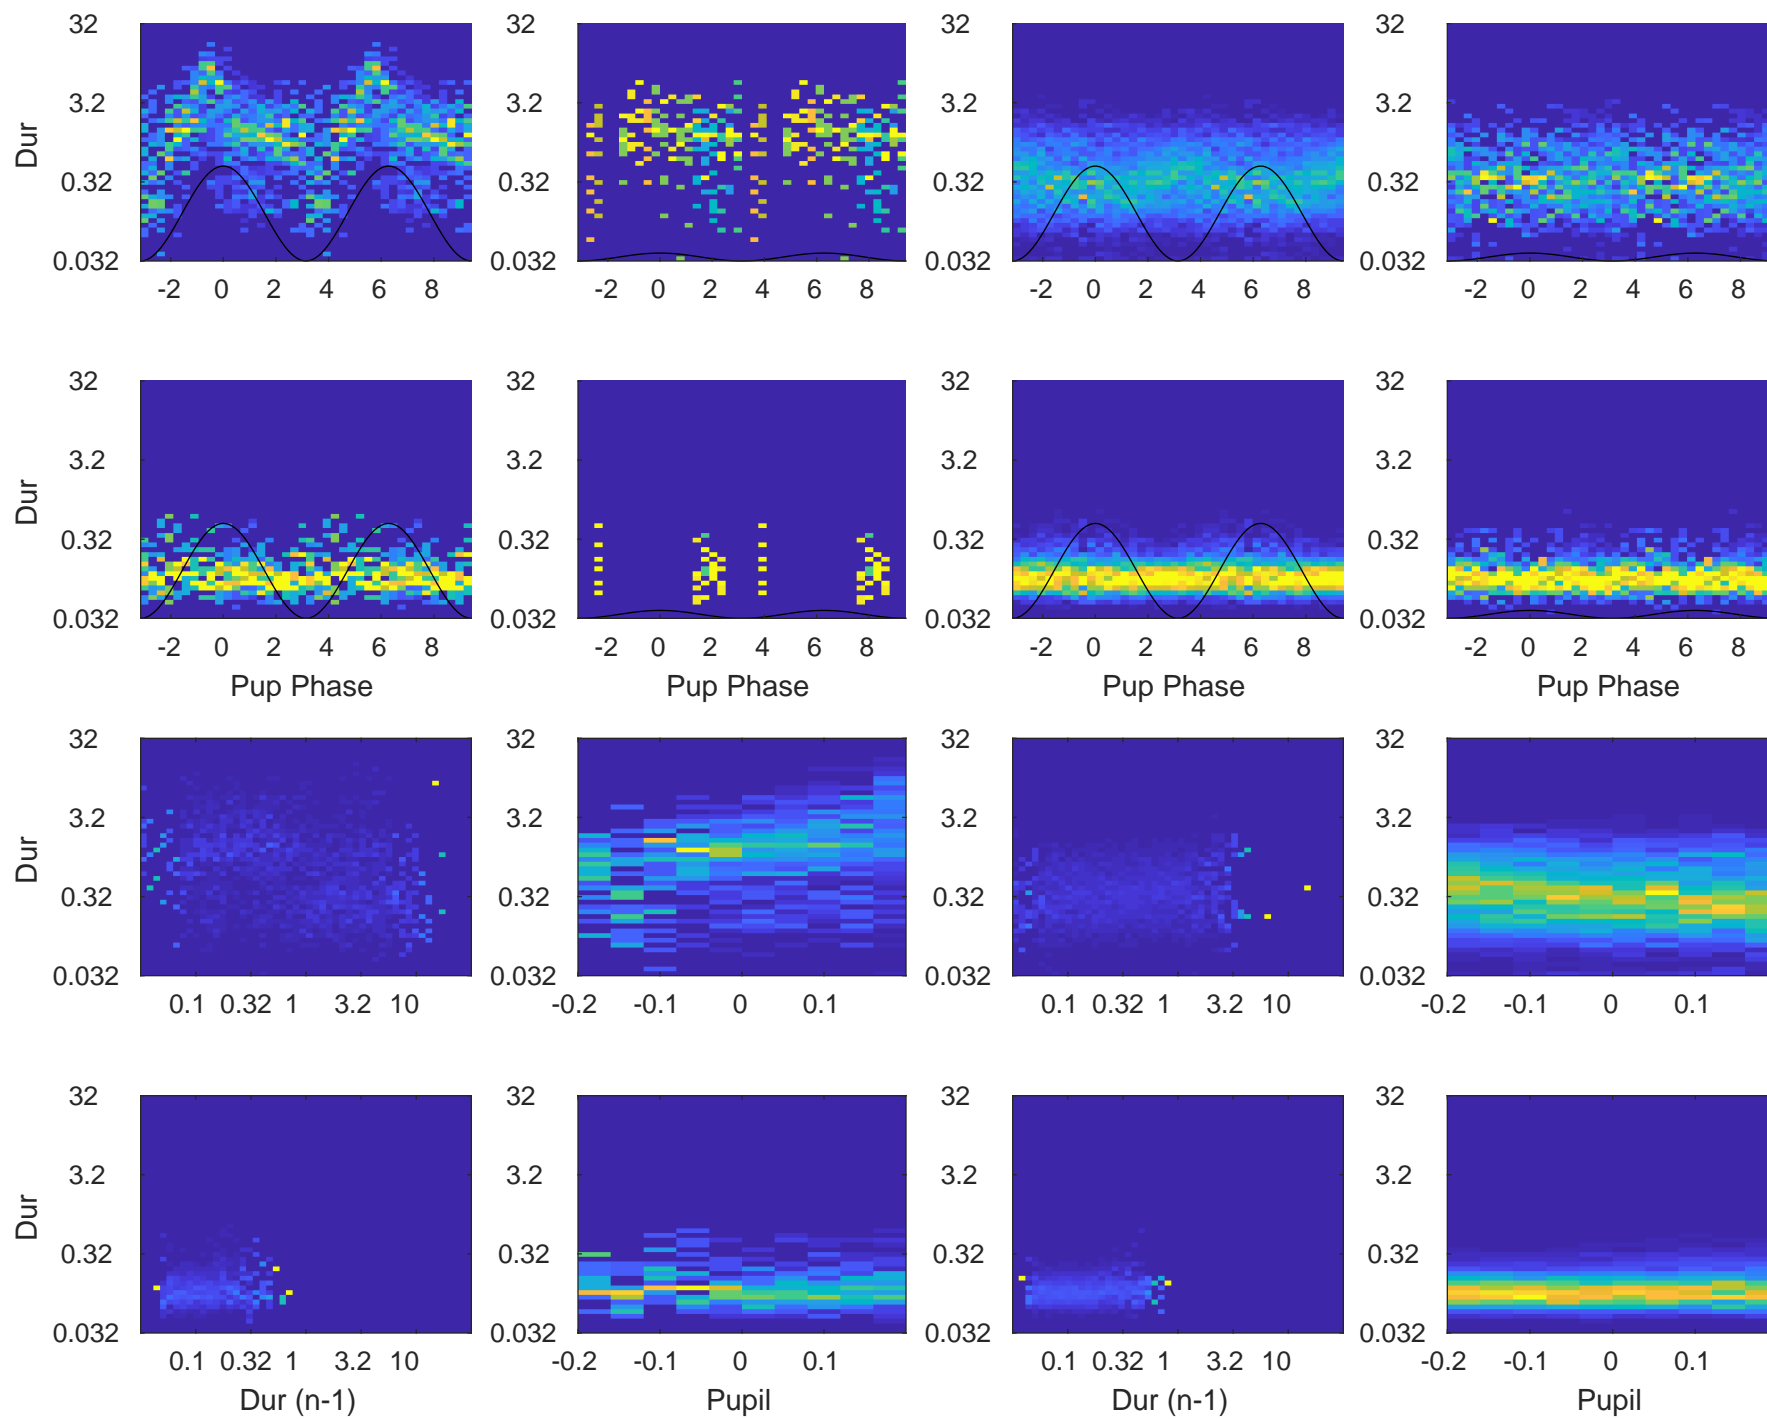 32 32 32 32
Dur 3.2 3.2 3.2 3.2
0.32 0.32 0.32 0.32
0.032 0.032 0.032 0.032
-2 0 2 4 6 8 -2 0 2 4 6 8 -2 0 2 4 6 8 -2 0 2 4 6 8
32 32 32 32
3.2 3.2 3.2 3.2
Dur 0.32 0.32 0.32 0.32
0.032 0.032 0.032 0.032
-2 0 2 4 6 8 -2 0 2 4 6 8 -2 0 2 4 6 8 -2 0 2 4 6 8
Pup Phase Pup Phase Pup Phase Pup Phase
32 32 32 32
3.2 3.2 3.2 3.2
Dur 0.32 0.32 0.32 0.32
0.032 0.032 0.032 0.032
0.1 0.32 1 3.2 10 -0.2 -0.1 0 0.1 0.1 0.32 1 3.2 10 -0.2 -0.1 0 0.1
32 32 32 32
3.2 3.2 3.2 3.2
Dur 0.32 0.32 0.32 0.32
0.032 0.032 0.032 0.032
0.1 0.32 1 3.2 10 -0.2 -0.1 0 0.1 0.1 0.32 1 3.2 10 -0.2 -0.1 0 0.1
Dur (n-1) Pupil Dur (n-1) Pupil